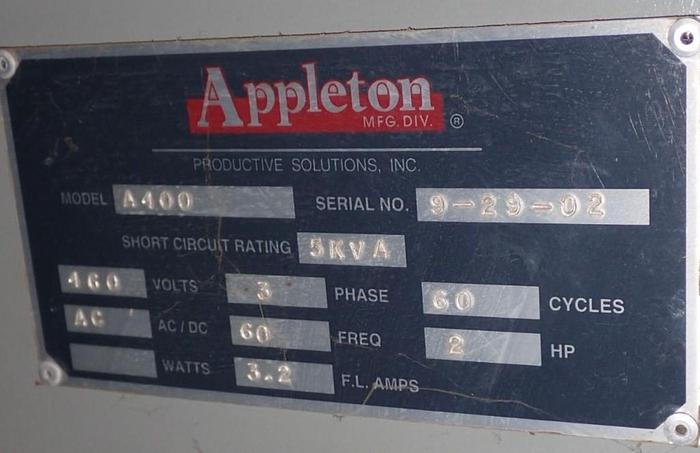 Appleton
MFG. DIV. ®
PRODUCTIVE SOLUTIONS, INC.
MODEL A400 SERIAL NO. 9-29-02
SHORT CIRCUIT RATING 5KVA
460 VOLTS 3 PHASE 60 CYCLES
AC AC / DC 60 FREQ 2 HP
WATTS 3.2 F.L. AMPS